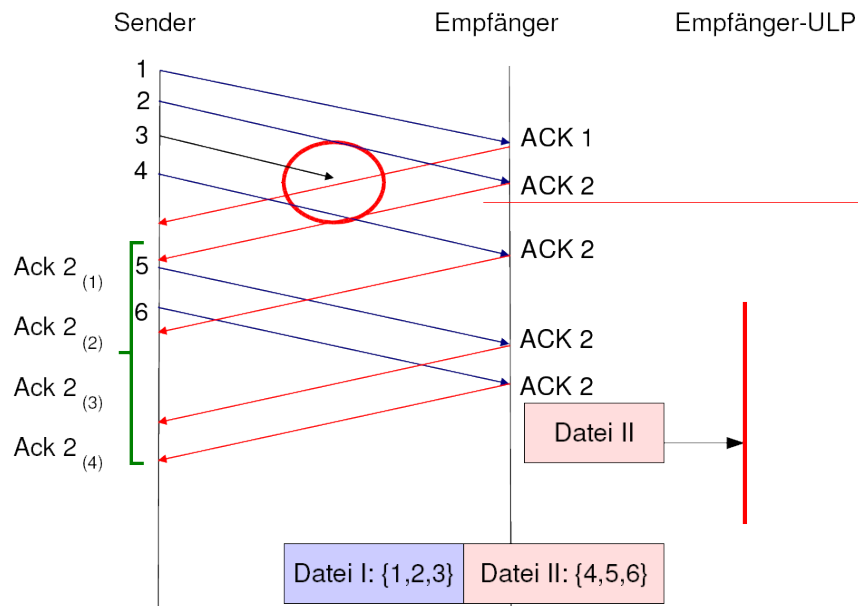 Sender Empfänger Empfänger-ULP
1
2
3
4
ACK 1
ACK 2
ACK 2
5
Ack 2 (1)
6
Ack 2 (2)
ACK 2
Ack 2 (3)
ACK 2
Datei II
Ack 2 (4)
Datei I: {1,2,3} Datei II: {4,5,6}